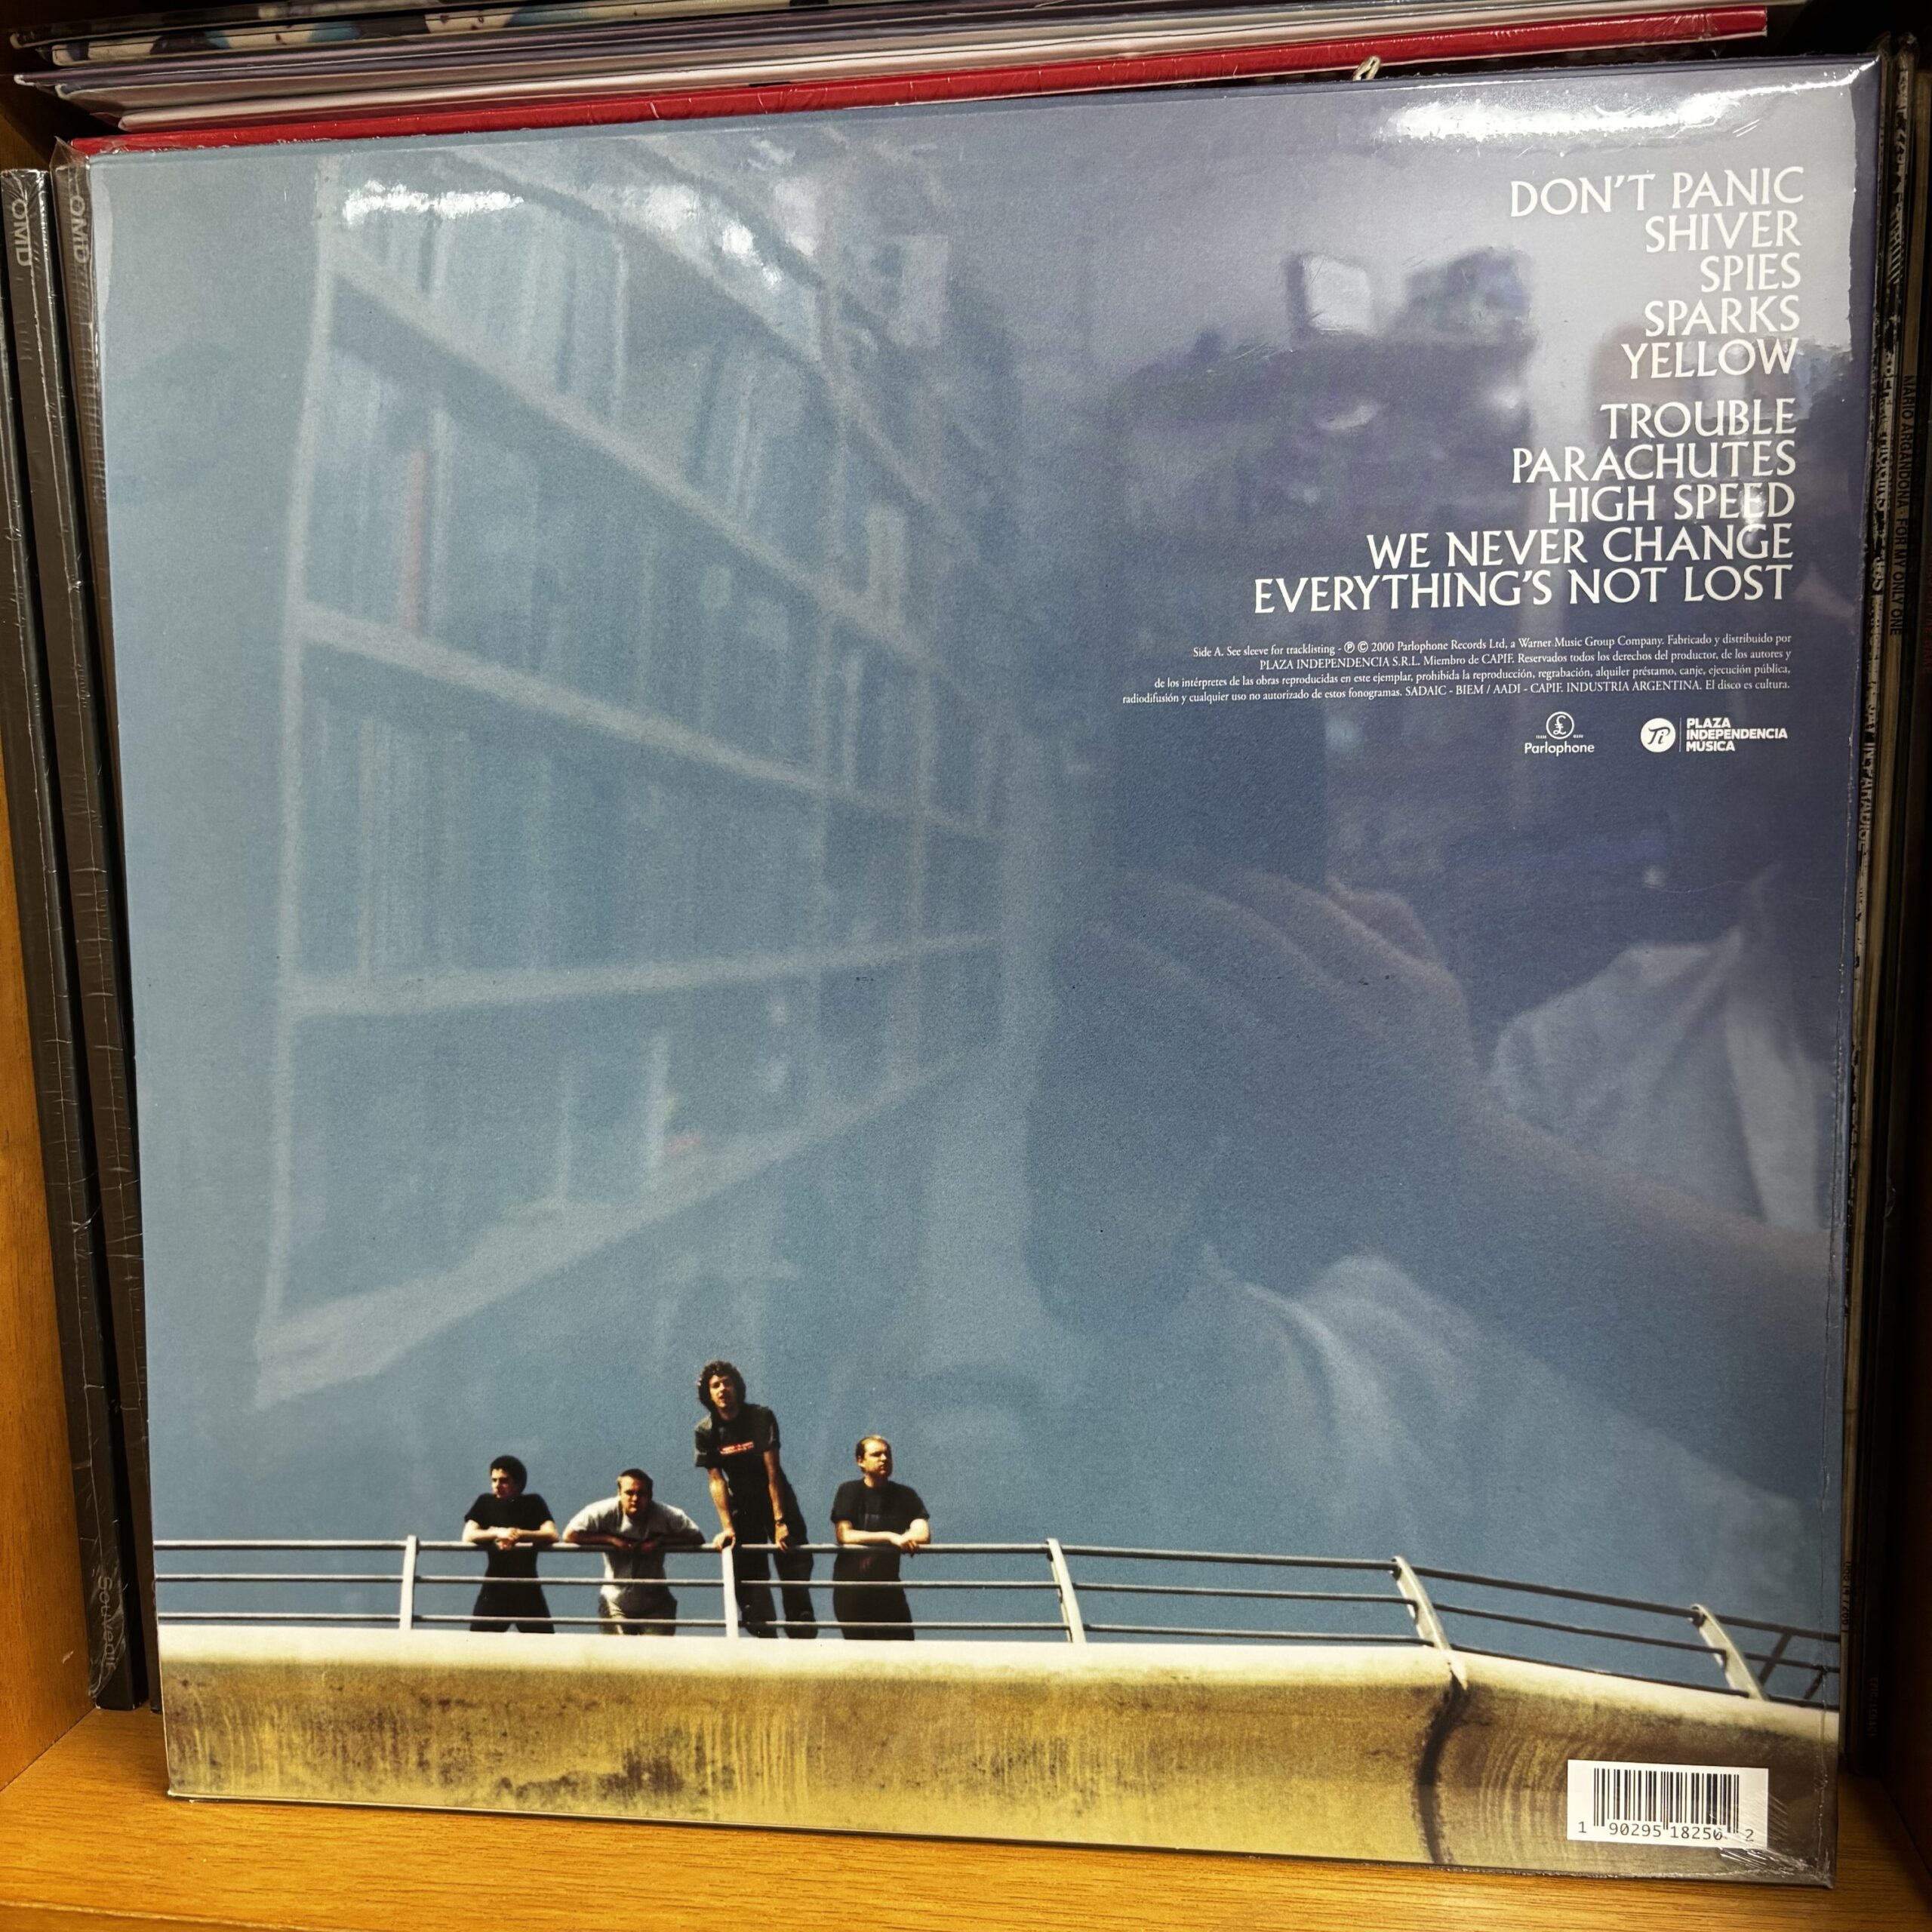 DON'T PANIC
SHIVER
SPIES
SPARKS
YELLOW
TROUBLE
PARACHUTES
HIGH SPEED
WE NEVER CHANGE
EVERYTHING'S NOT LOST
Side A. See sleeve for tracklisting - ℗ © 2000 Parlophone Records Ltd, a Warner Music Group Company. Fabricado y distribuido por
PLAZA INDEPENDENCIA S.R.L. Miembro de CAPIF. Reservados todos los derechos del productor, de los autores y
de los intérpretes de las obras reproducidas en este ejemplar, prohibida la reproducción, regrabación, alquiler préstamo, canje, ejecución pública,
radiodifusión y cualquier uso no autorizado de estos fonogramas. SADAIC - BIEM / AADI - CAPIF. INDUSTRIA ARGENTINA. El disco es cultura.
£
Parlophone
PLAZA
INDEPENDENCIA
MUSICA
1 90295 18250 2
OMD
OMD
Souvenir
MARIO ARGANDOÑA FOR MY ONLY ONE